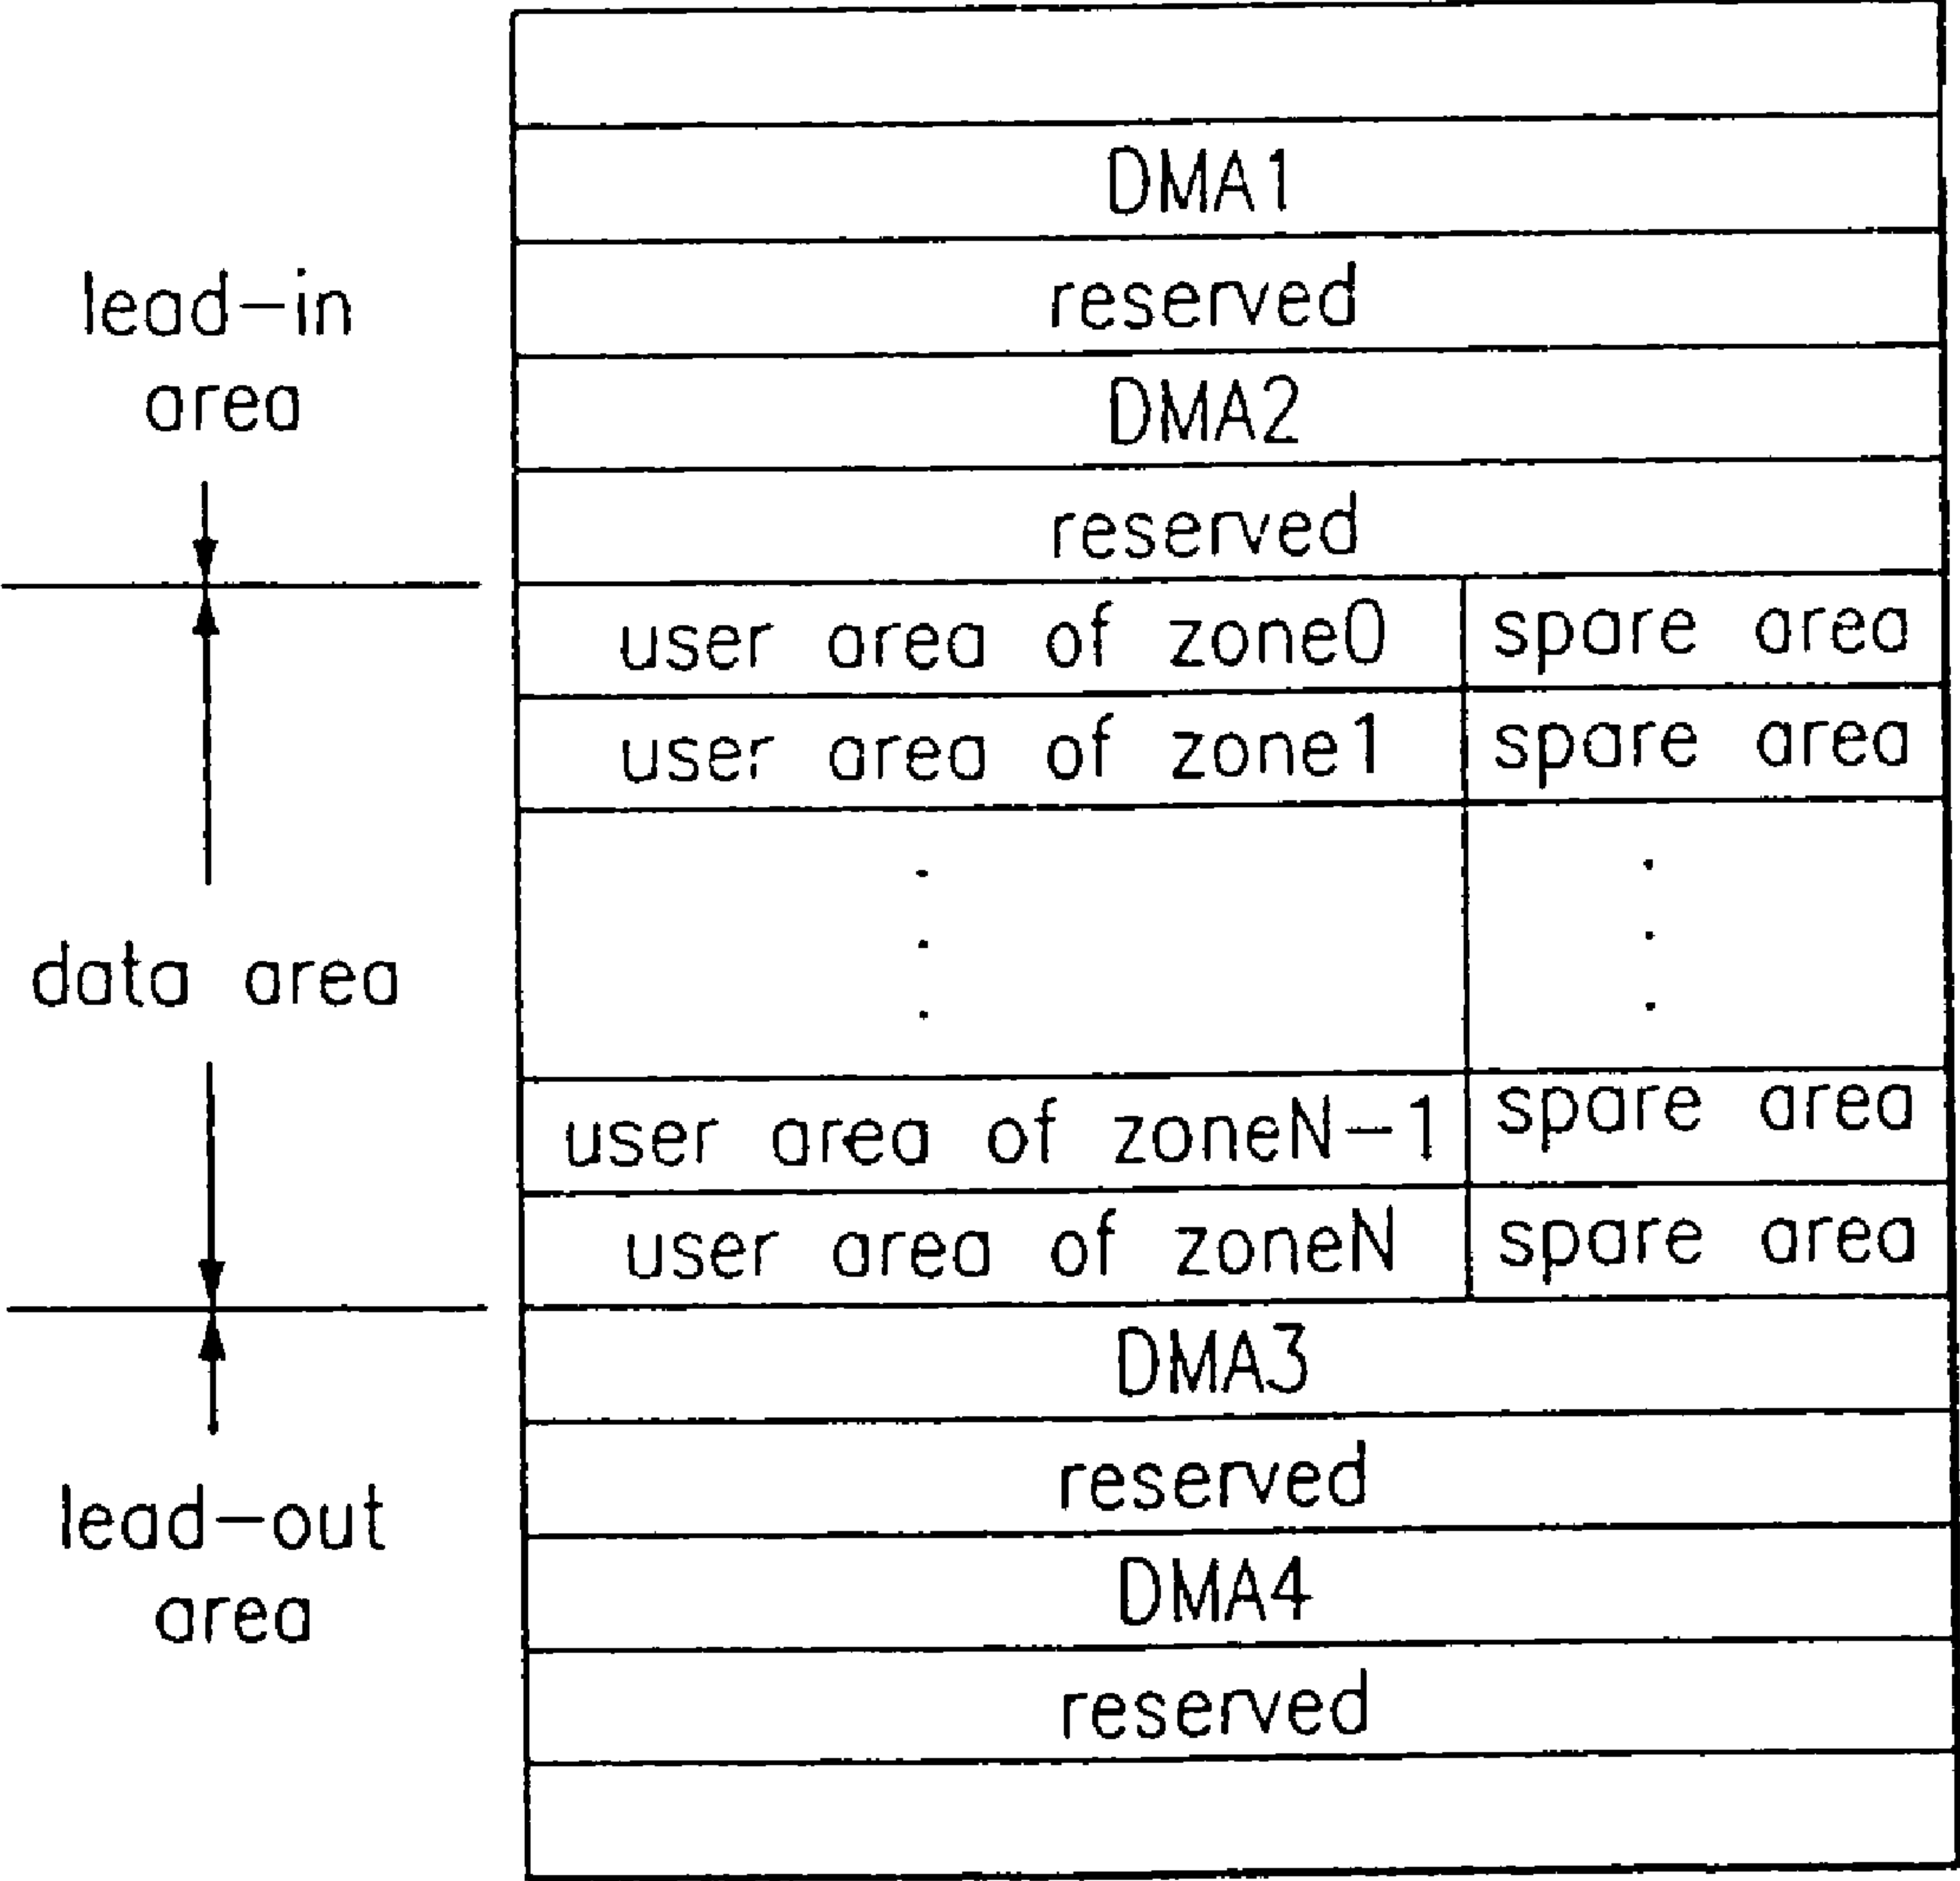 DMA1
reserved
lead-in
area
DMA2
reserved
user area of zone0 spare area
user area of zone1 spare area
data area
user area of zoneN-1 spare area
user area of zoneN spare area
DMA3
reserved
lead-out
area
DMA4
reserved